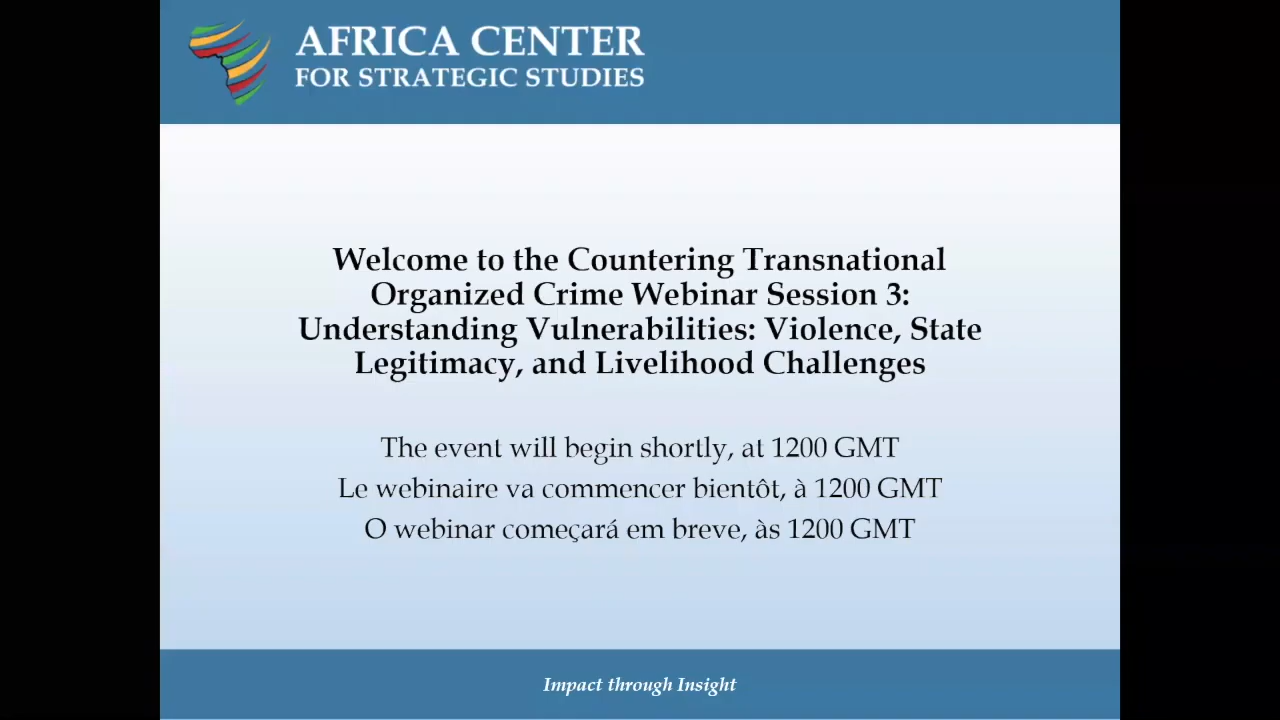 AFRICA CENTER
FOR STRATEGIC STUDIES
Welcome to the Countering Transnational
Organized Crime Webinar Session 3:
Understanding Vulnerabilities: Violence, State
Legitimacy, and Livelihood Challenges
The event will begin shortly, at 1200 GMT
Le webinaire va commencer bientôt, à 1200 GMT
O webinar começará em breve, às 1200 GMT
Impact through Insight